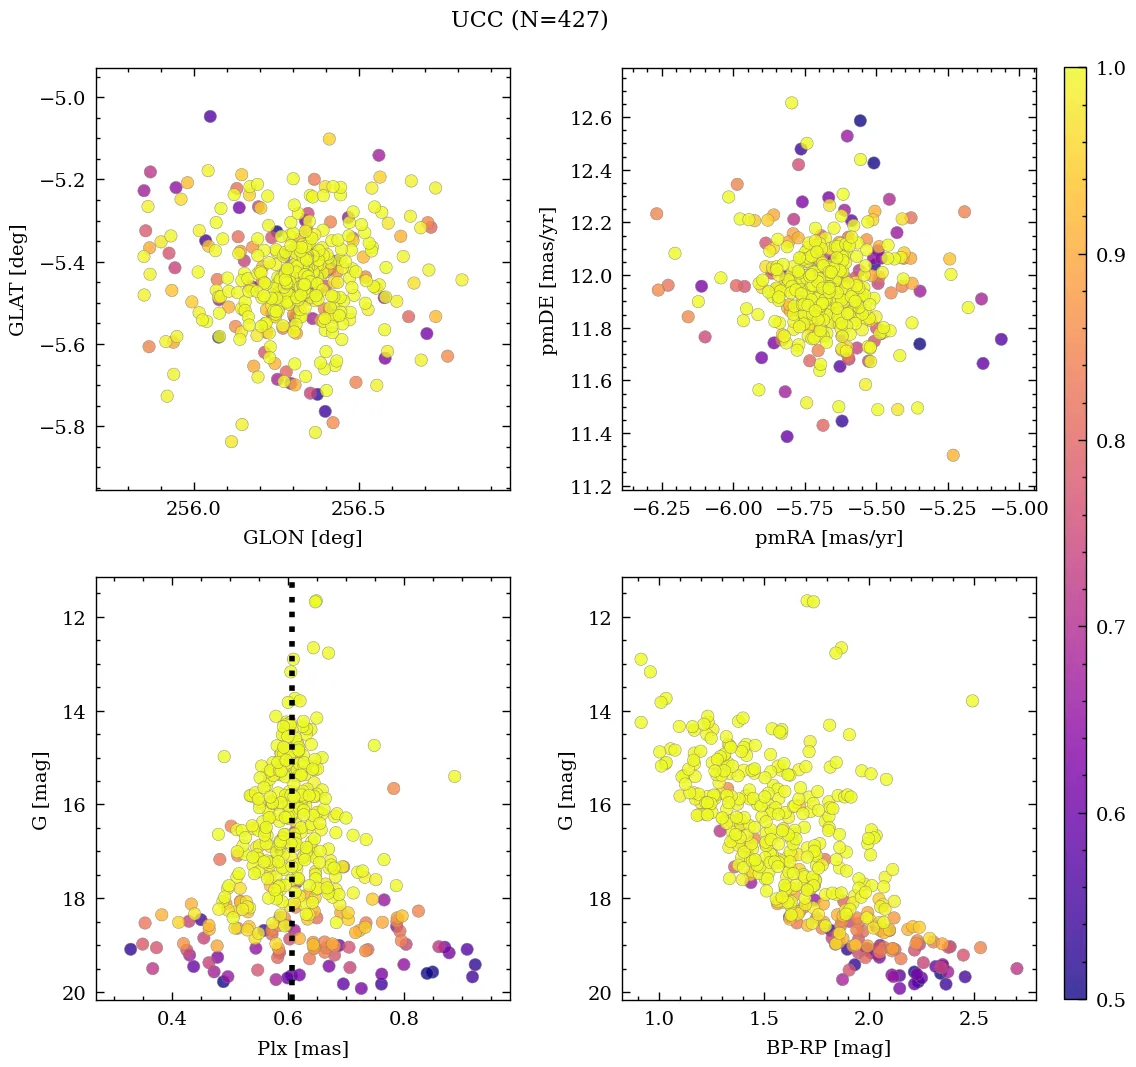 UCC (N=427)
−5.0
−5.2
−5.4
−5.6
−5.8
GLAT [deg]
256.0 256.5
GLON [deg]
12.6
12.4
12.2
12.0
11.8
11.6
11.4
11.2
pmDE [mas/yr]
−6.25 −6.00 −5.75 −5.50 −5.25 −5.00
pmRA [mas/yr]
12
14
16
18
20
G [mag]
0.4 0.6 0.8
Plx [mas]
12
14
16
18
20
G [mag]
1.0 1.5 2.0 2.5
BP-RP [mag]
1.0
0.9
0.8
0.7
0.6
0.5